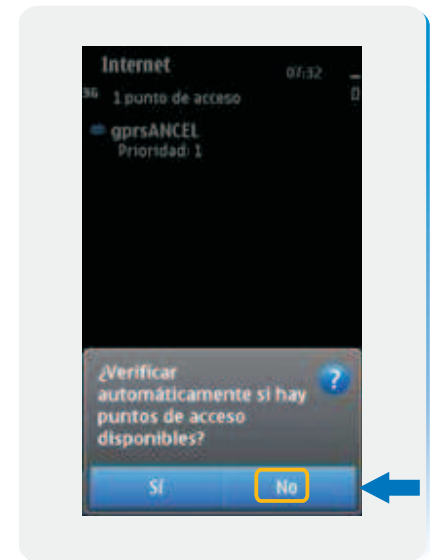 Internet
07:32
3G 1 punto de acceso
gprsANCEL
Prioridad: 1
¿Verificar
automáticamente si hay
puntos de acceso
disponibles?
Sí No